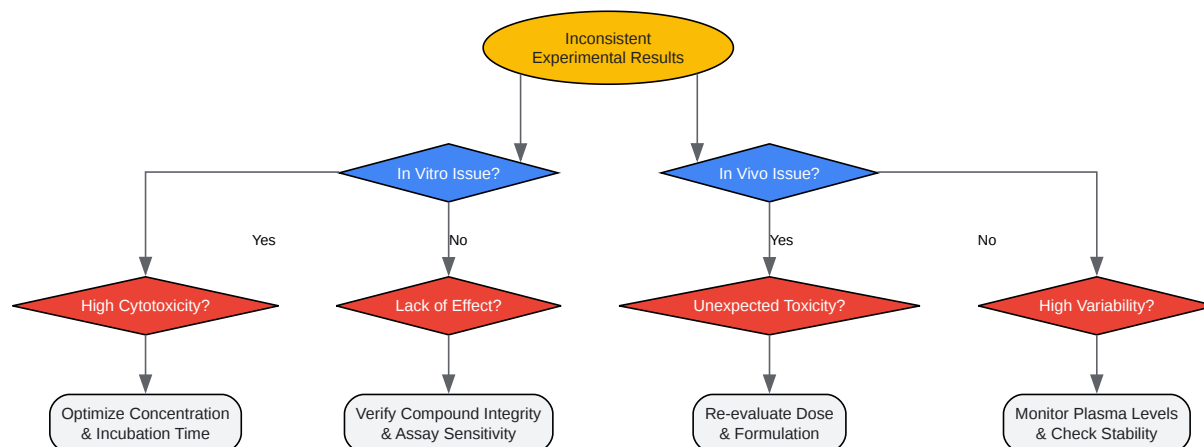 Inconsistent
Experimental Results
In Vitro Issue?
In Vivo Issue?
Yes
No
Yes
No
High Cytotoxicity?
Lack of Effect?
Unexpected Toxicity?
High Variability?
Optimize Concentration
& Incubation Time
Verify Compound Integrity
& Assay Sensitivity
Re-evaluate Dose
& Formulation
Monitor Plasma Levels
& Check Stability